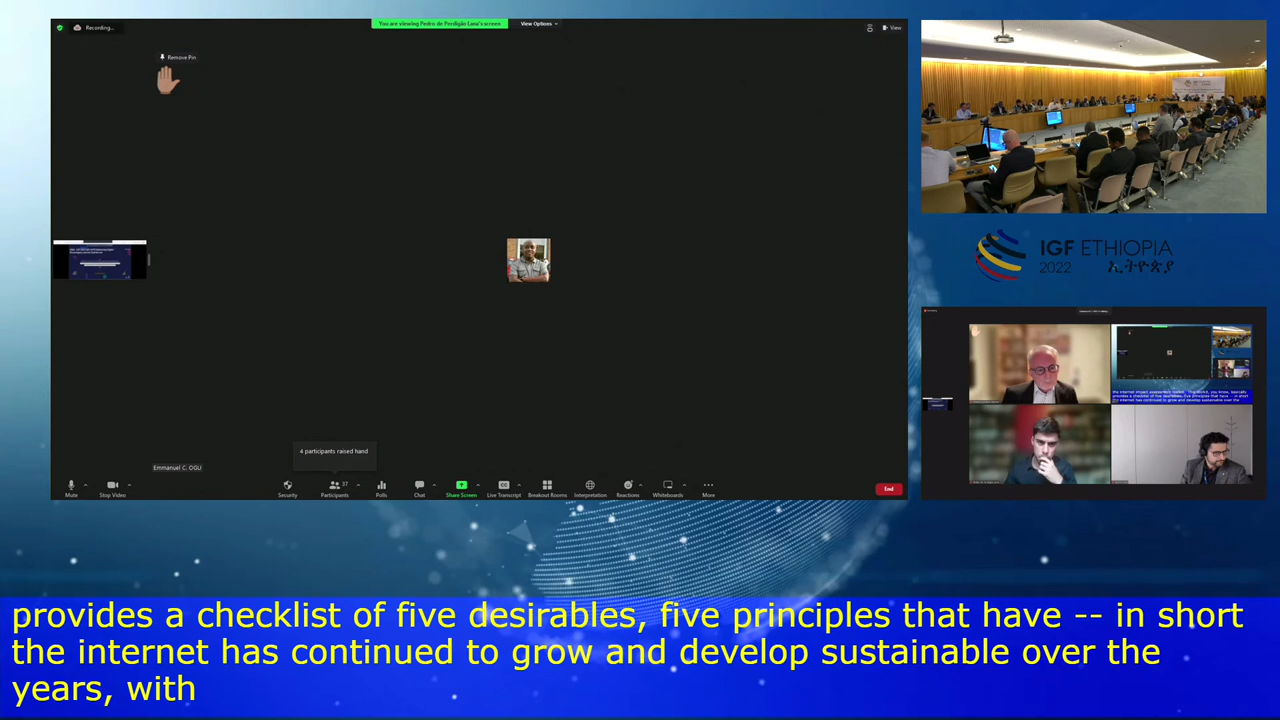 You are viewing Pedro de Perdigão Lana's screen
View Options
Recording...
View
Remove Pin
Emmanuel C. OGU
4 participants raised hand
Mute
Stop Video
Security
Participants
37
Polls
Chat
Share Screen
Live Transcript
Breakout Rooms
Interpretation
Reactions
Whiteboards
More
End
IGF ETHIOPIA
2022 ኢትዮጵያ
provides a checklist of five desirables, five principles that have -- in short
the internet has continued to grow and develop sustainable over the
years, with